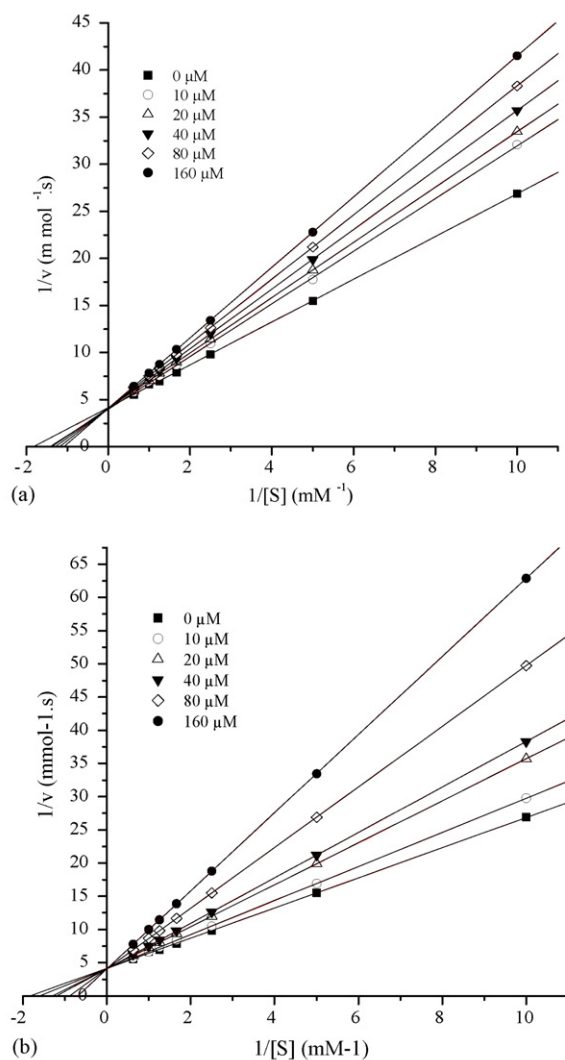 45
40
35
30
25
20
15
10
5
0
1/v (m mol -1.s)
0 µM
10 µM
20 µM
40 µM
80 µM
160 µM
-2 0 2 4 6 8 10
1/[S] (mM -1)
(a)
65
60
55
50
45
40
35
30
25
20
15
10
5
0
1/v (mmol-1.s)
0 µM
10 µM
20 µM
40 µM
80 µM
160 µM
-2 0 2 4 6 8 10
1/[S] (mM-1)
(b)